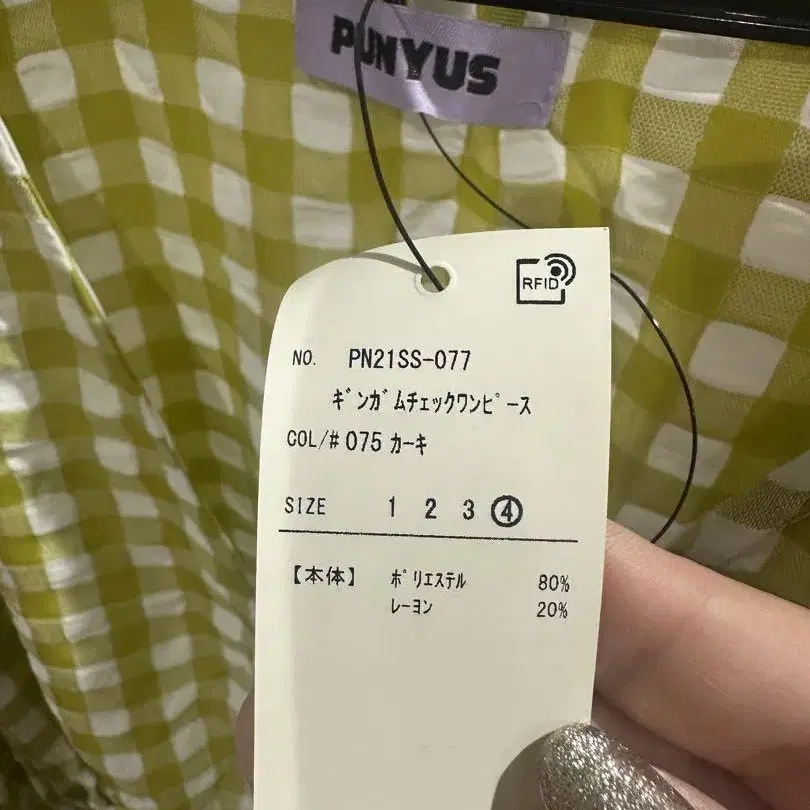 PUNYUS
RFID
NO. PN21SS-077
ｷﾞﾝｶﾞﾑﾁｪｯｸﾜﾝﾋﾟｰｽ
COL/# 075 ｶｰｷ
SIZE 1 2 3 ④
【本体】 ﾎﾟﾘｴｽﾃﾙ 80%
ﾚｰﾖﾝ 20%